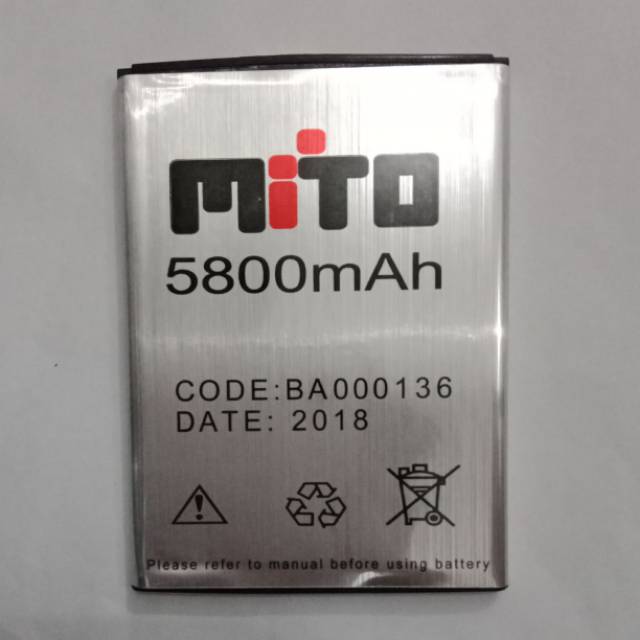 MiTO
5800mAh
CODE:BA000136
DATE: 2018
Please refer to manual before using battery